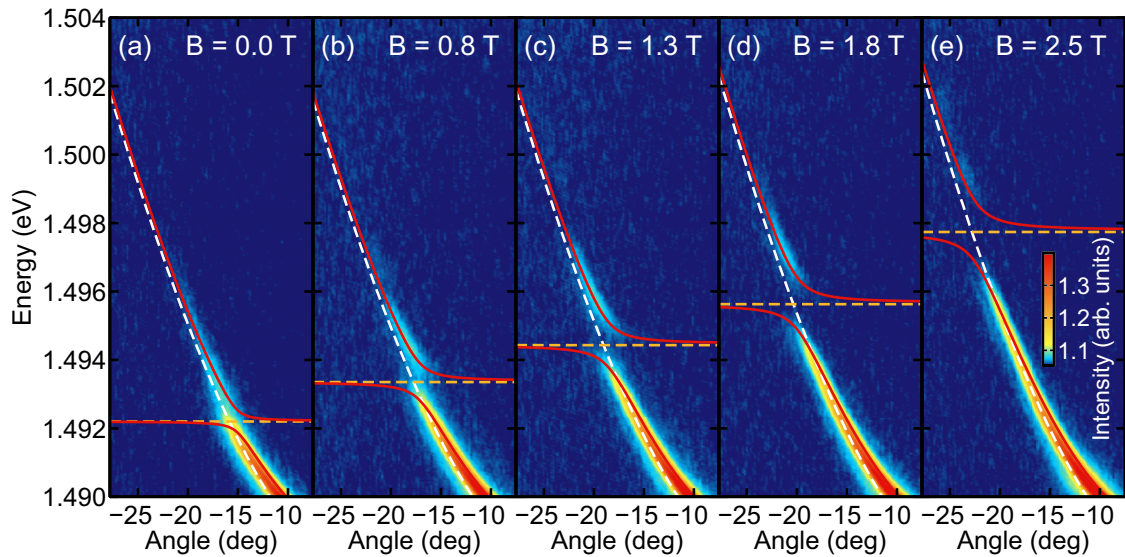 (a) B = 0.0 T
(b) B = 0.8 T
(c) B = 1.3 T
(d) B = 1.8 T
(e) B = 2.5 T
Energy (eV)
1.504
1.502
1.500
1.498
1.496
1.494
1.492
1.490
−25 −20 −15 −10
−25 −20 −15 −10
−25 −20 −15 −10
−25 −20 −15 −10
−25 −20 −15 −10
Angle (deg)
Angle (deg)
Angle (deg)
Angle (deg)
Angle (deg)
1.3
1.2
1.1
Intensity (arb. units)